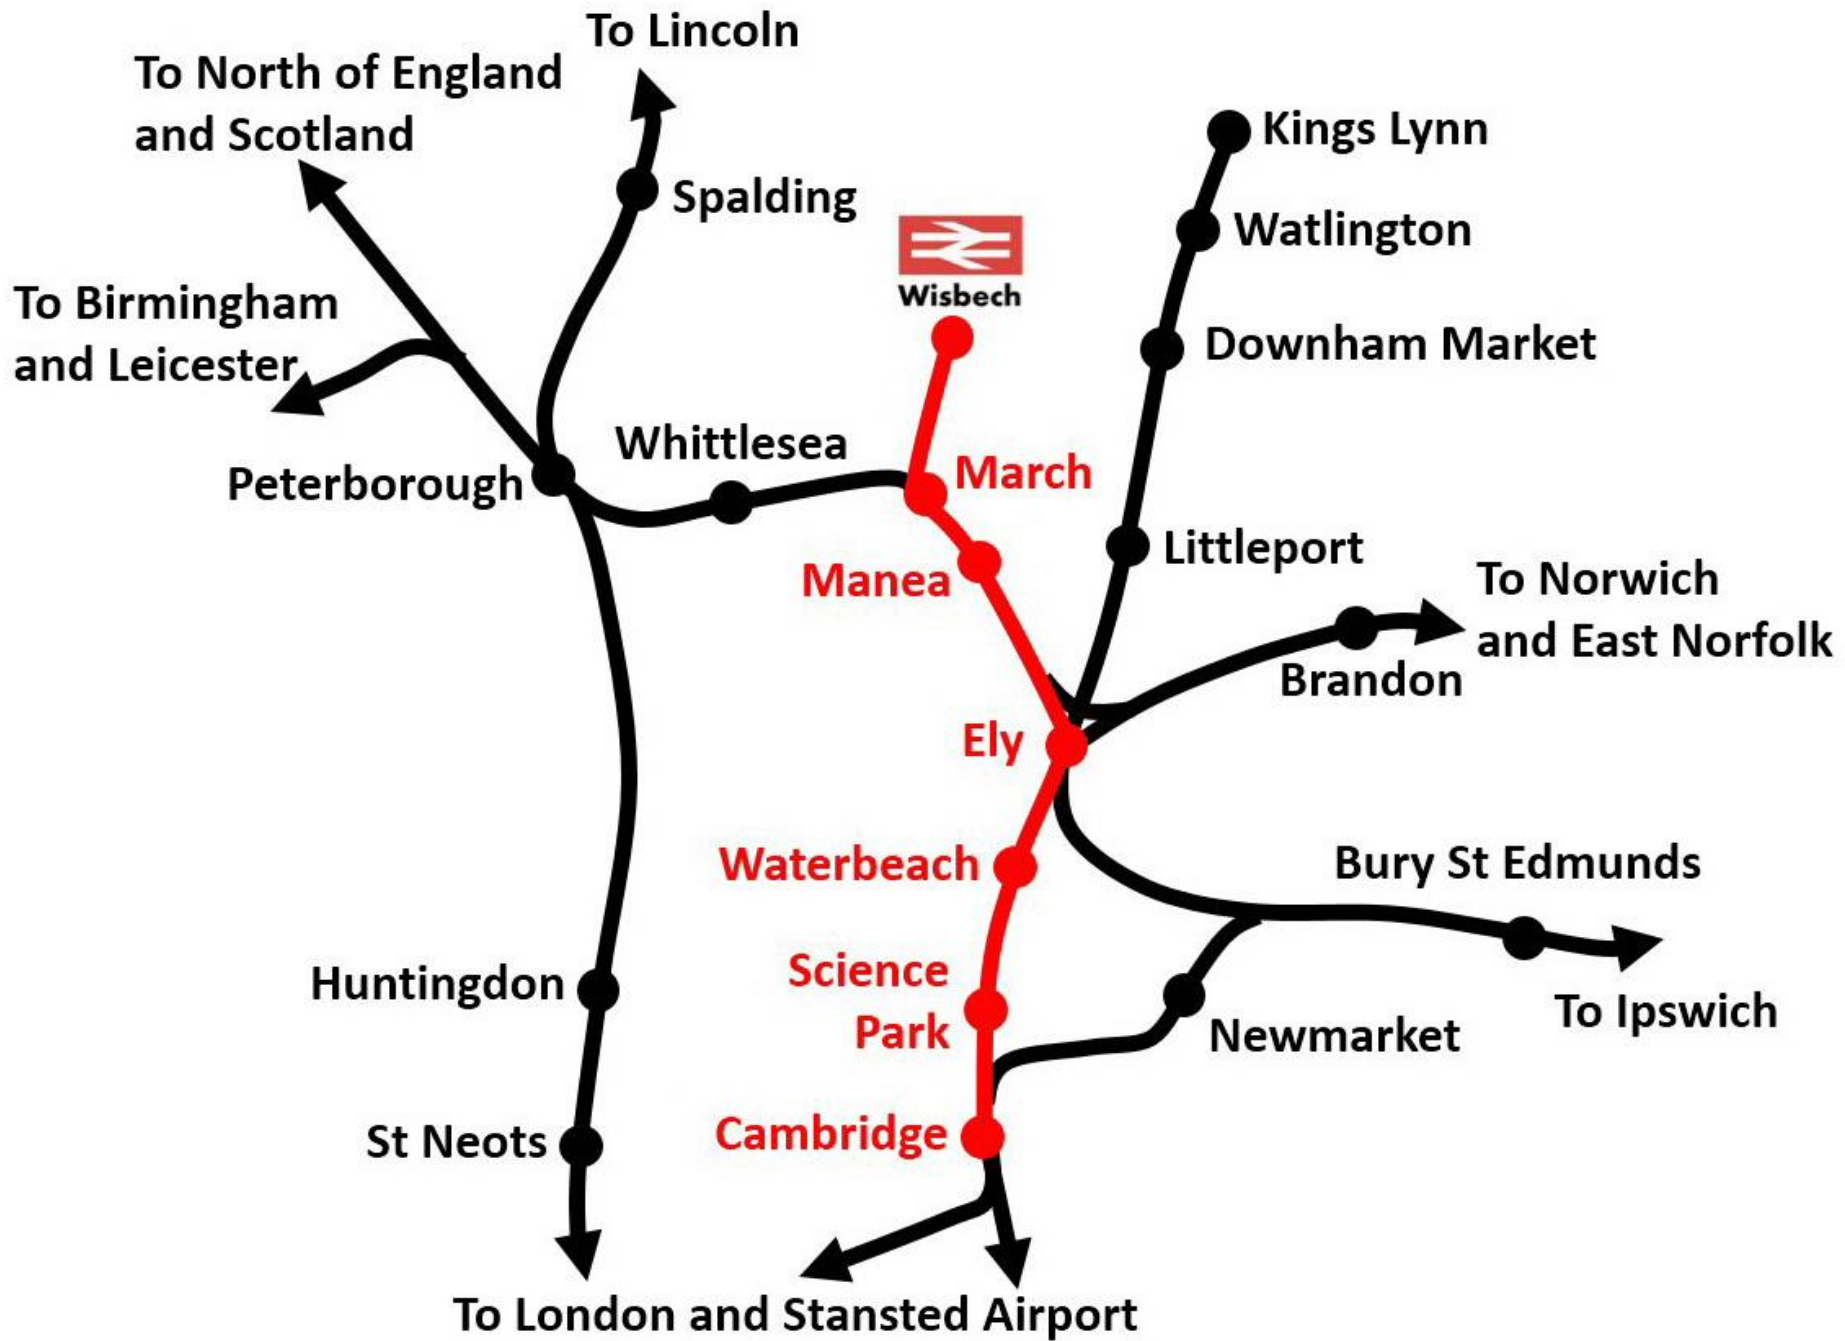 To Lincoln
To North of England
and Scotland
Kings Lynn
Spalding
Watlington
Wisbech
To Birmingham
and Leicester
Downham Market
Whittlesea
March
Peterborough
Littleport
Manea
To Norwich
and East Norfolk
Brandon
Ely
Waterbeach
Bury St Edmunds
Science
Park
Huntingdon
To Ipswich
Newmarket
Cambridge
St Neots
To London and Stansted Airport